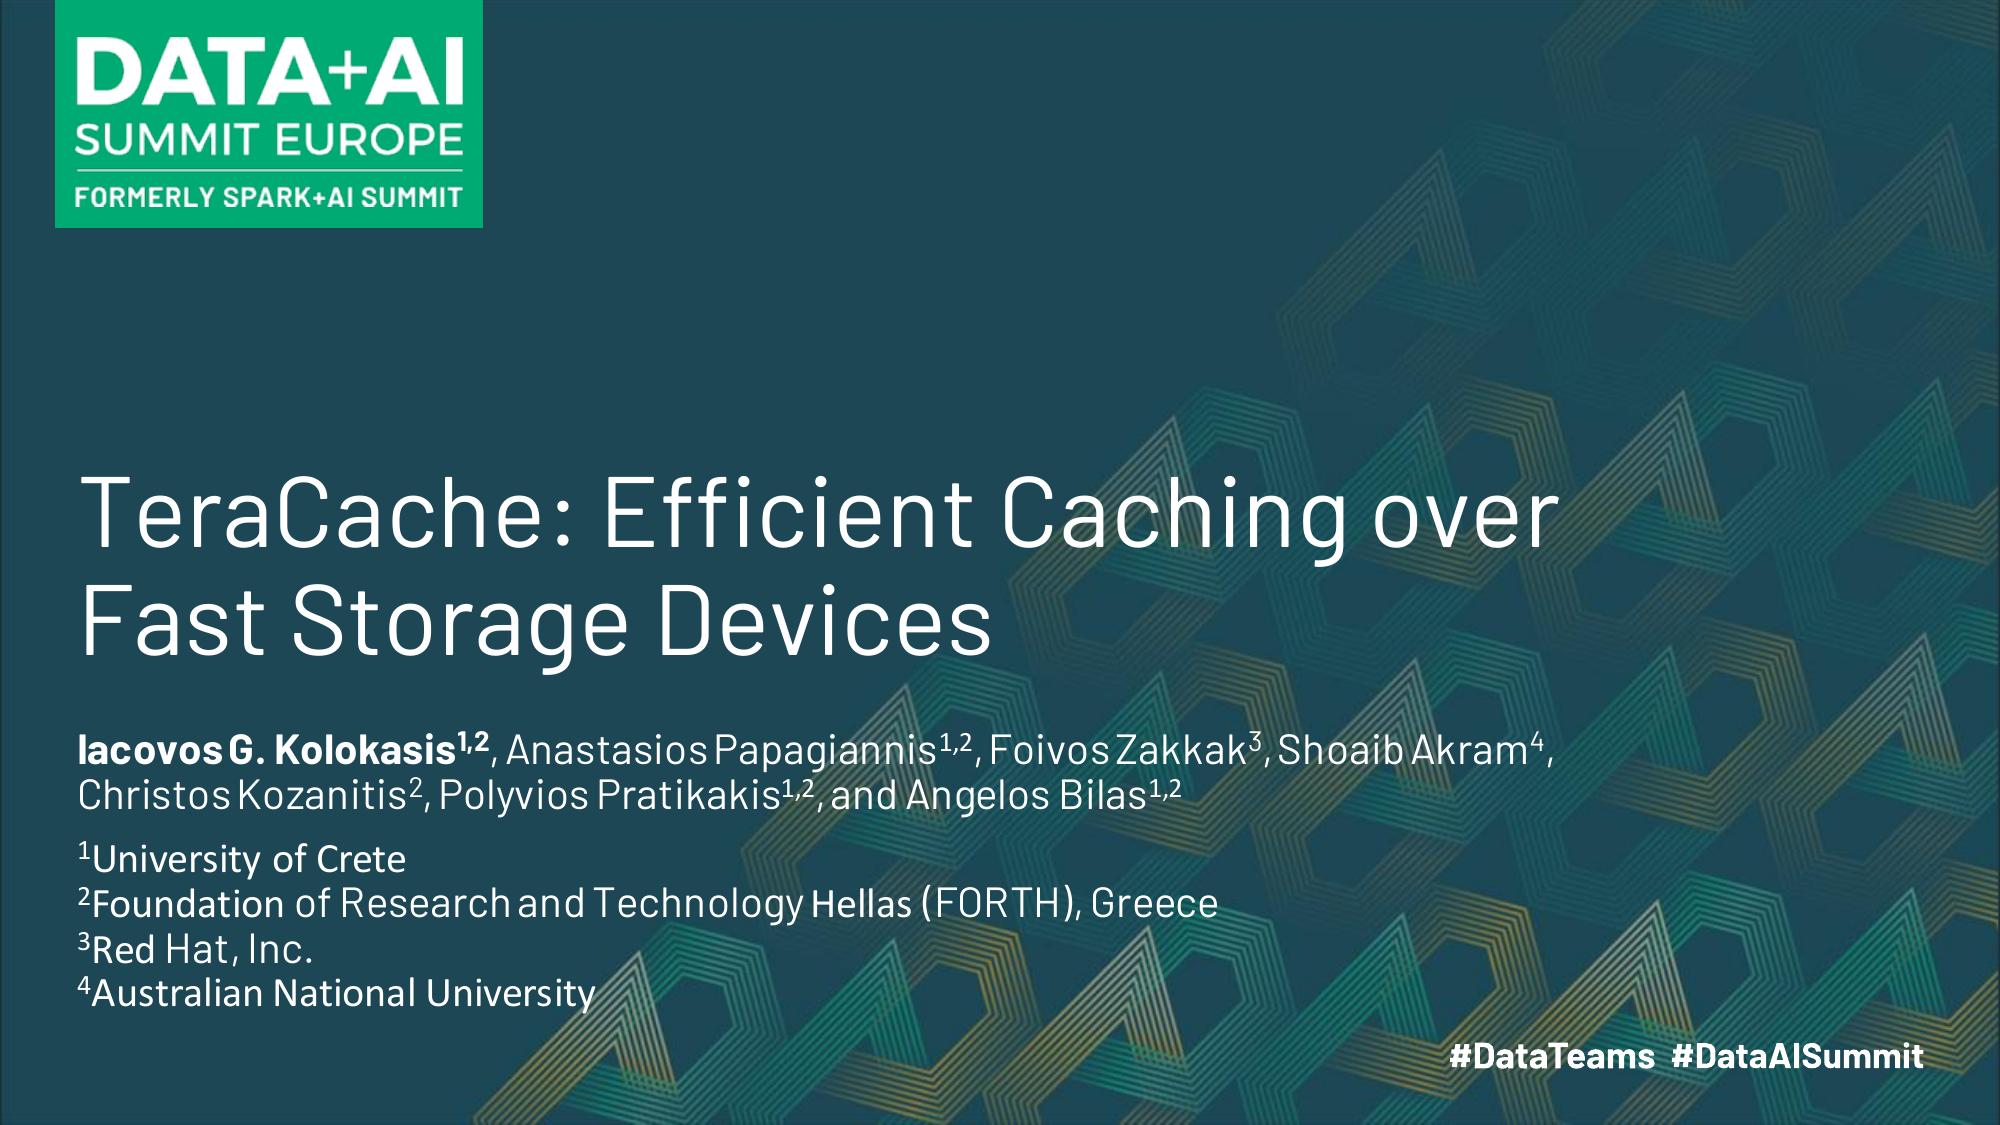 DATA+AI
SUMMIT EUROPE
FORMERLY SPARK+AI SUMMIT
TeraCache: Efficient Caching over
Fast Storage Devices
Iacovos G. Kolokasis1,2, Anastasios Papagiannis1,2, Foivos Zakkak3, Shoaib Akram4,
Christos Kozanitis2, Polyvios Pratikakis1,2, and Angelos Bilas1,2
1University of Crete
2Foundation of Research and Technology Hellas (FORTH), Greece
3Red Hat, Inc.
4Australian National University
#DataTeams #DataAISummit